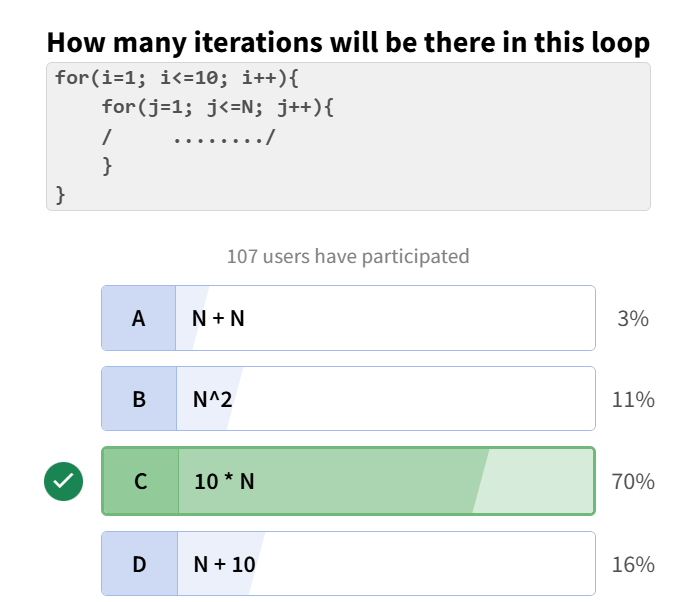 How many iterations will be there in this loop
for(i=1; i<=10; i++){
    for(j=1; j<=N; j++){
    /     ......../
    }
}
107 users have participated
A N + N 3%
B N^2 11%
C 10 * N 70%
D N + 10 16%